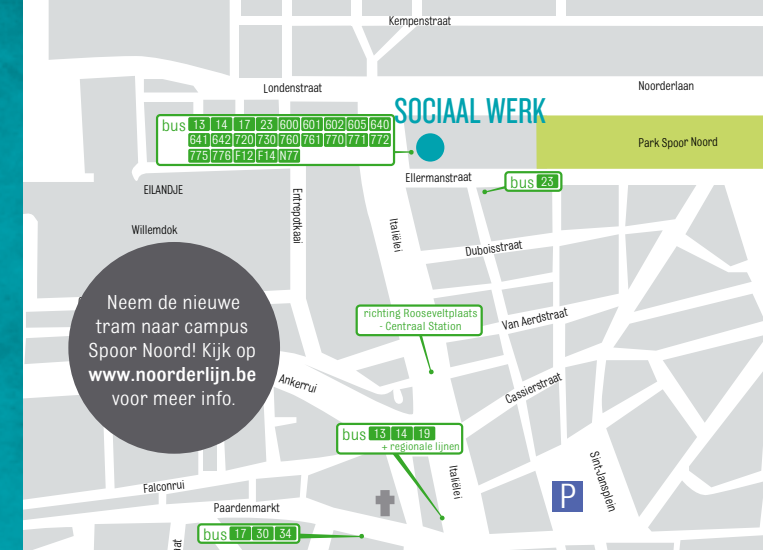 Kempenstraat
Londenstraat
Noorderlaan
SOCIAAL WERK
bus 13 14 17 23 600 601 602 605 640
641 642 720 730 760 761 770 771 772
775 776 F12 F14 N77
Park Spoor Noord
Ellermanstraat
bus 23
EILANDJE
Entrepotkaai
Italiëlei
Willemdok
Duboisstraat
Neem de nieuwe
tram naar campus
Spoor Noord! Kijk op
www.noorderlijn.be
voor meer info.
richting Rooseveltplaats
- Centraal Station
Van Aerdtstraat
Ankerrui
Cassierstraat
bus 13 14 19
+ regionale lijnen
Italiëlei
Sint-Jansplein
P
Falconrui
Paardenmarkt
bus 17 30 34
aat